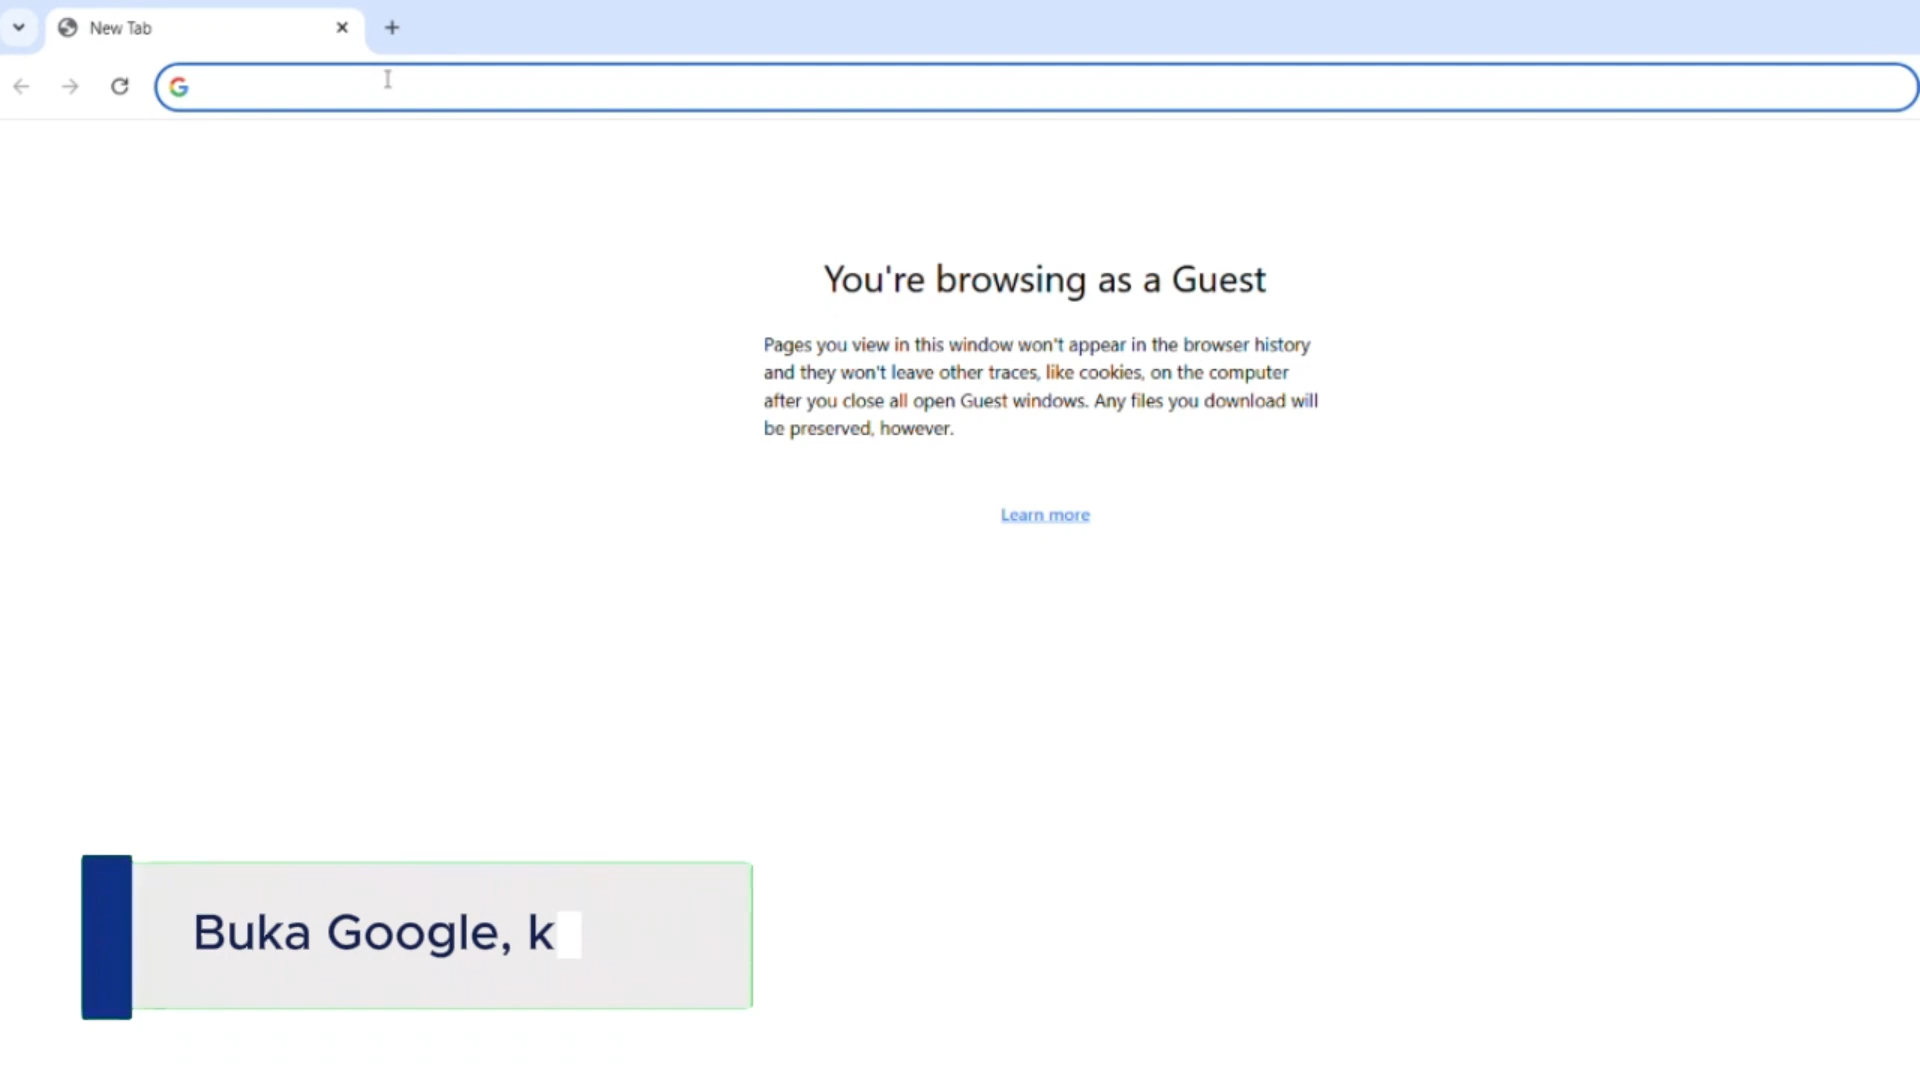 New Tab
You're browsing as a Guest
Pages you view in this window won't appear in the browser history
and they won't leave other traces, like cookies, on the computer
after you close all open Guest windows. Any files you download will
be preserved, however.
Learn more
Buka Google, k